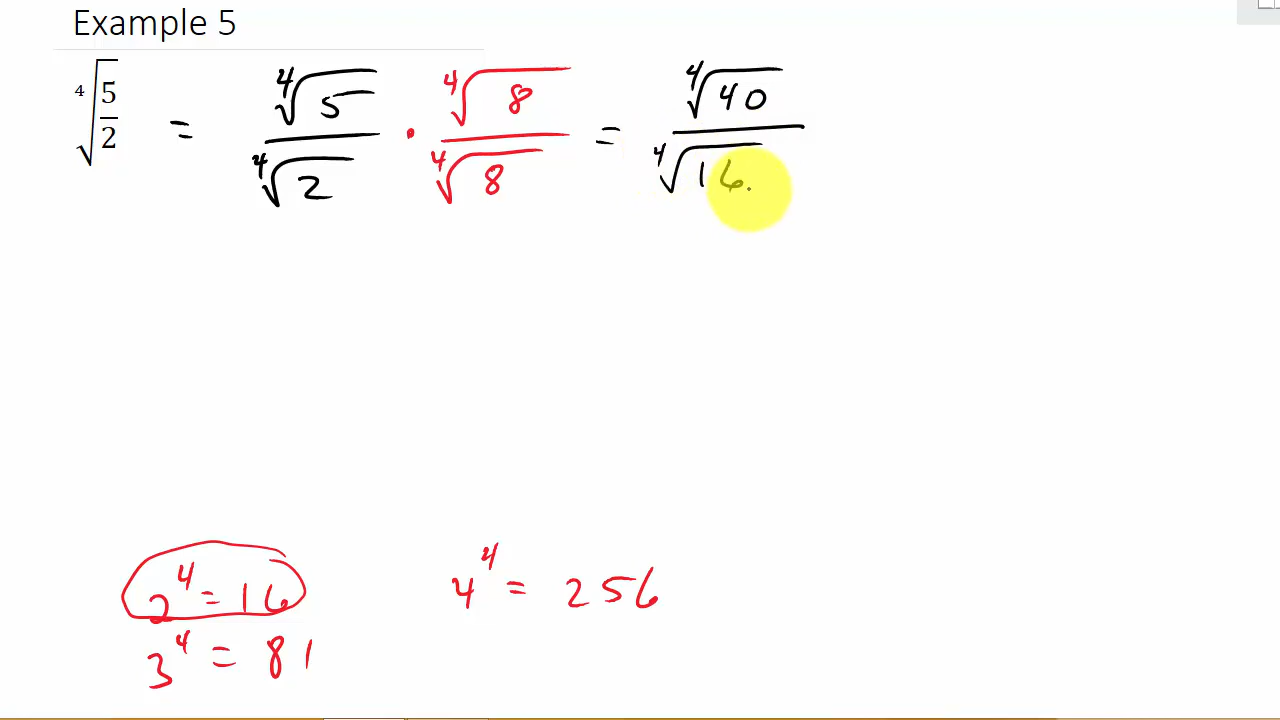 Example 5
⁴√(5/2) = ⁴√5 / ⁴√2 · ⁴√8 / ⁴√8 = ⁴√40 / ⁴√16
2⁴ = 16
4⁴ = 256
3⁴ = 81